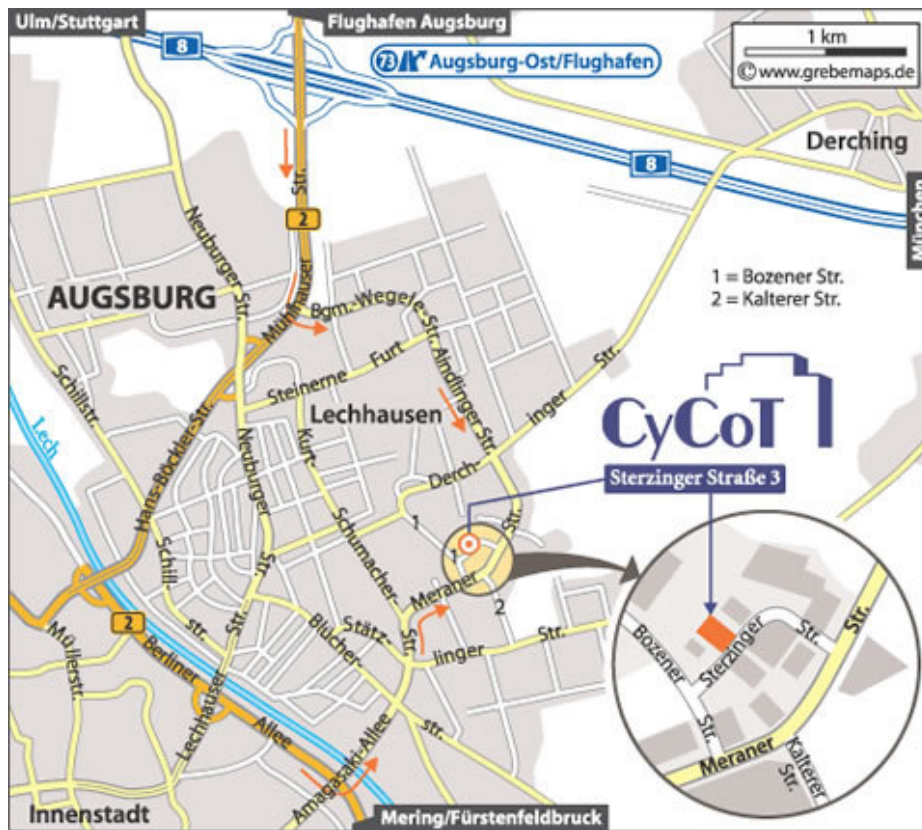 Ulm/Stuttgart
Flughafen Augsburg
8
73 Augsburg-Ost/Flughafen
1 km
© www.grebemaps.de
Derching
8
München
2
Str.
Mühlhauser
Neuburger Str.
AUGSBURG
Bgm.-Wegele-Str.
1 = Bozener Str.
2 = Kalterer Str.
Schillstr.
Steinerne Furt
Aindlinger Str.
Derch-
inger
Str.
Lech
Lechhausen
CyCoT
Sterzinger Straße 3
Hans-Böckler-Str.
Neuburger
Str.
Kurt-
Schumacher-
Str.
1
1
Str.
Meraner
2
Schill-
str.
2
Müllerstr.
Berliner
Allee
Lechhauser
Str.
Blücher-
str.
Stätz-
linger
Str.
Amagasaki-Allee
Innenstadt
Mering/Fürstenfeldbruck
Bozener
Str.
Sterzinger
Str.
Str.
Meraner
Kalterer
Str.